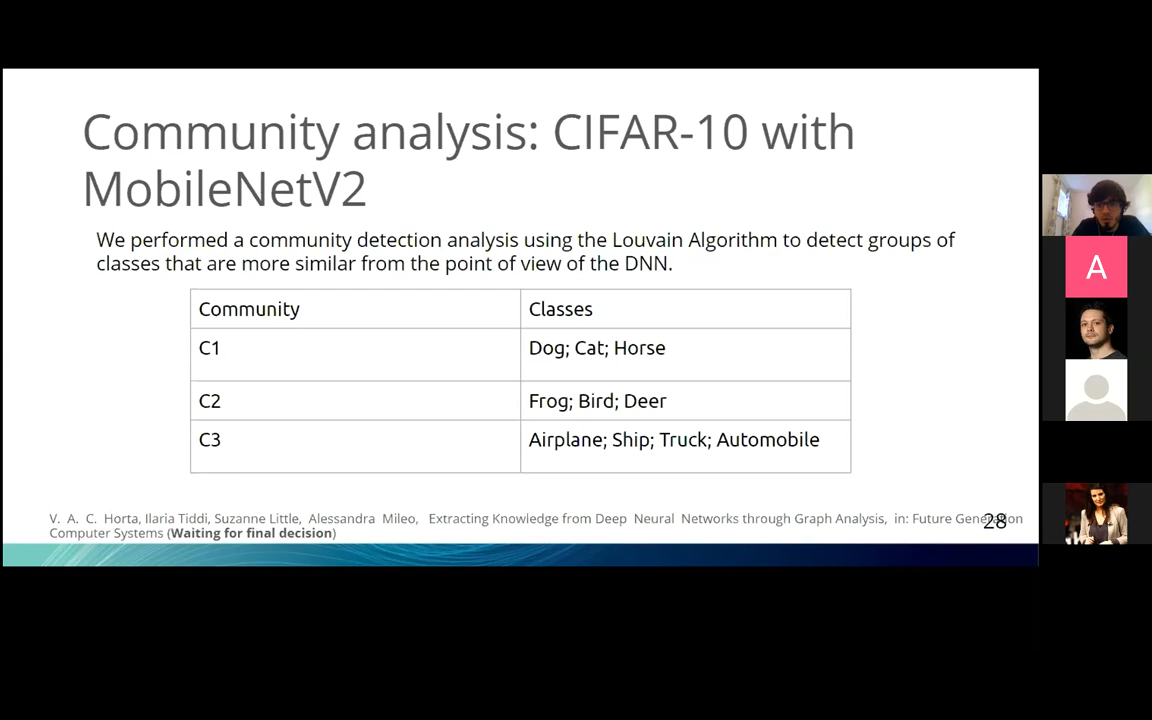 Community analysis: CIFAR-10 with
MobileNetV2
We performed a community detection analysis using the Louvain Algorithm to detect groups of
classes that are more similar from the point of view of the DNN.
Community Classes
C1 Dog; Cat; Horse
C2 Frog; Bird; Deer
C3 Airplane; Ship; Truck; Automobile
V. A. C. Horta, Ilaria Tiddi, Suzanne Little, Alessandra Mileo, Extracting Knowledge from Deep Neural Networks through Graph Analysis, in: Future Generation
Computer Systems (Waiting for final decision)
28
A